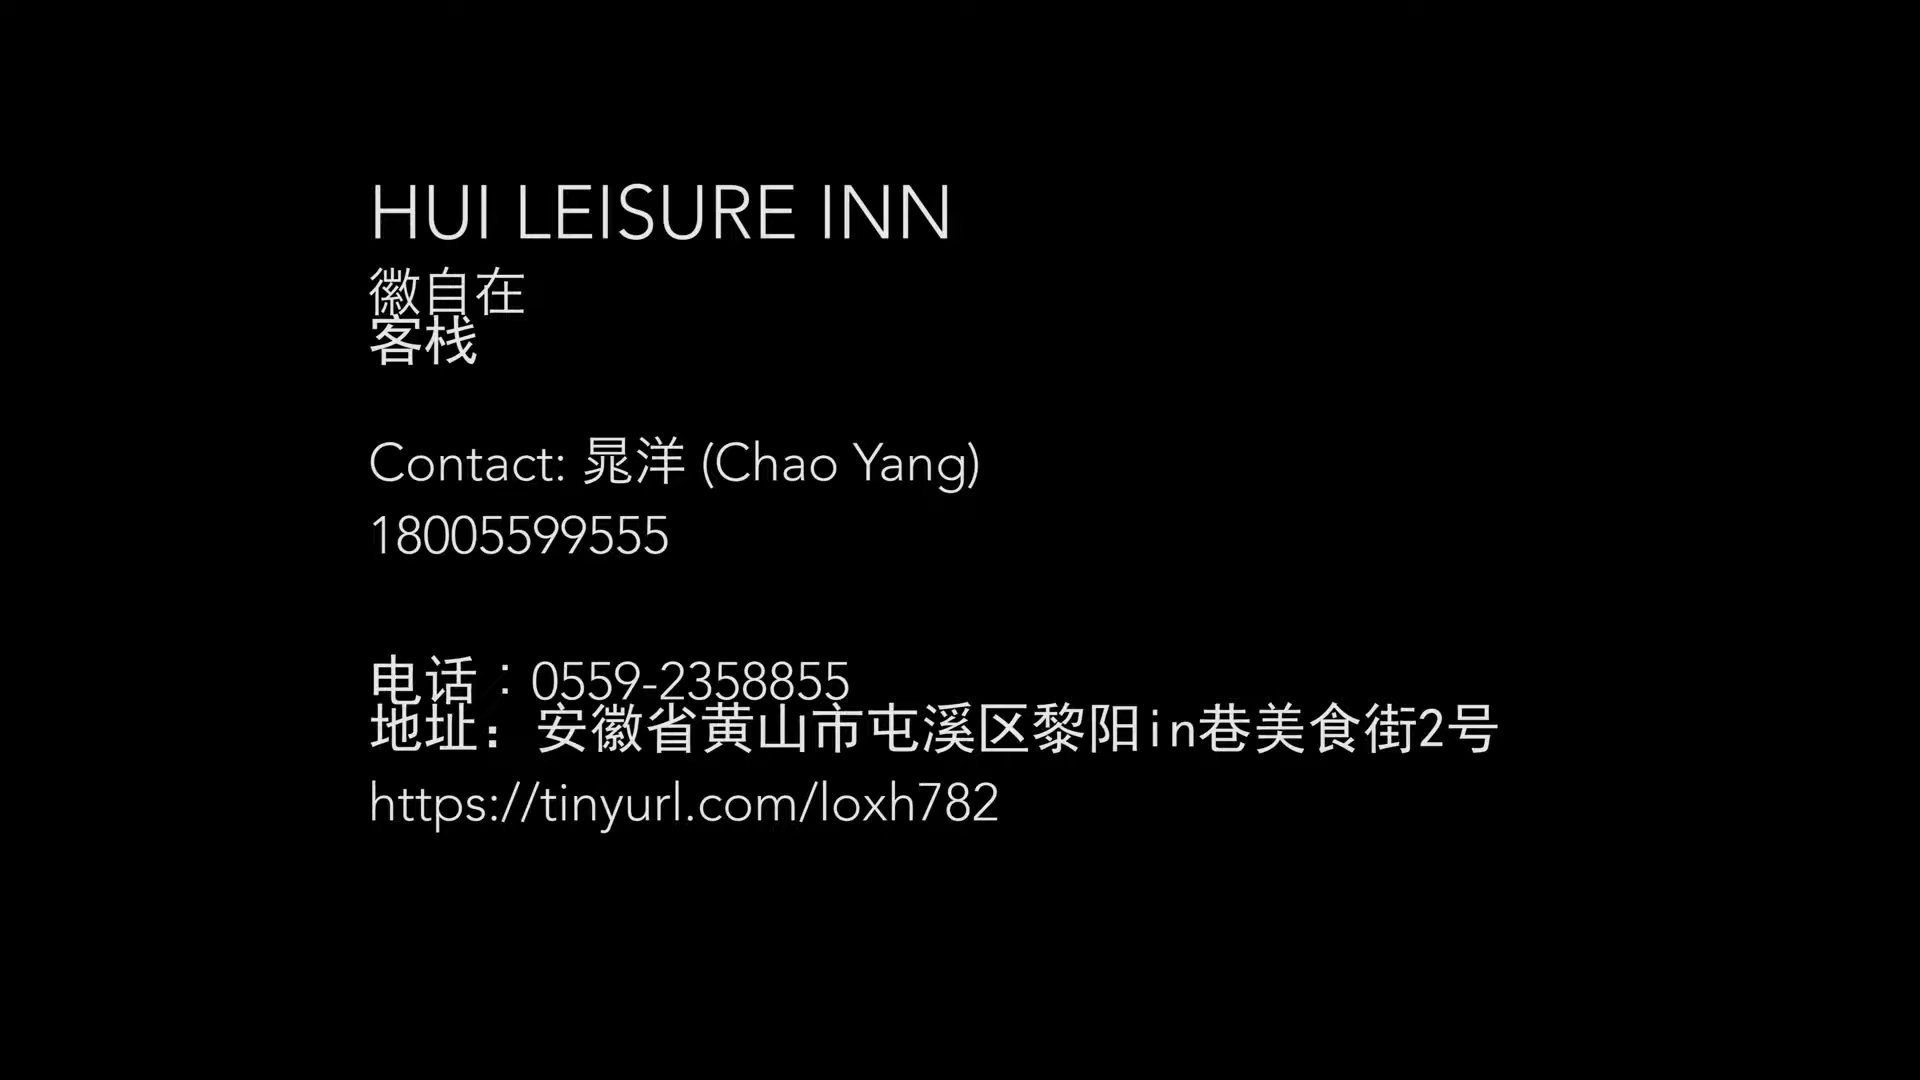 HUI LEISURE INN
徽自在
客栈
Contact: 晁洋 (Chao Yang)
18005599555
电话：0559-2358855
地址：安徽省黄山市屯溪区黎阳in巷美食街2号
https://tinyurl.com/loxh782